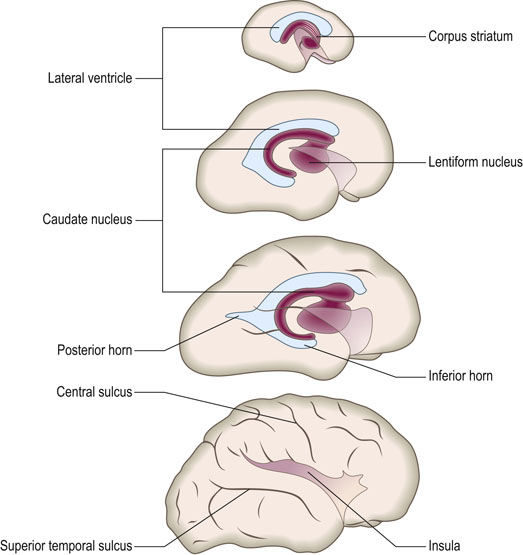 Corpus striatum
Lateral ventricle
Lentiform nucleus
Caudate nucleus
Posterior horn
Inferior horn
Central sulcus
Superior temporal sulcus
Insula